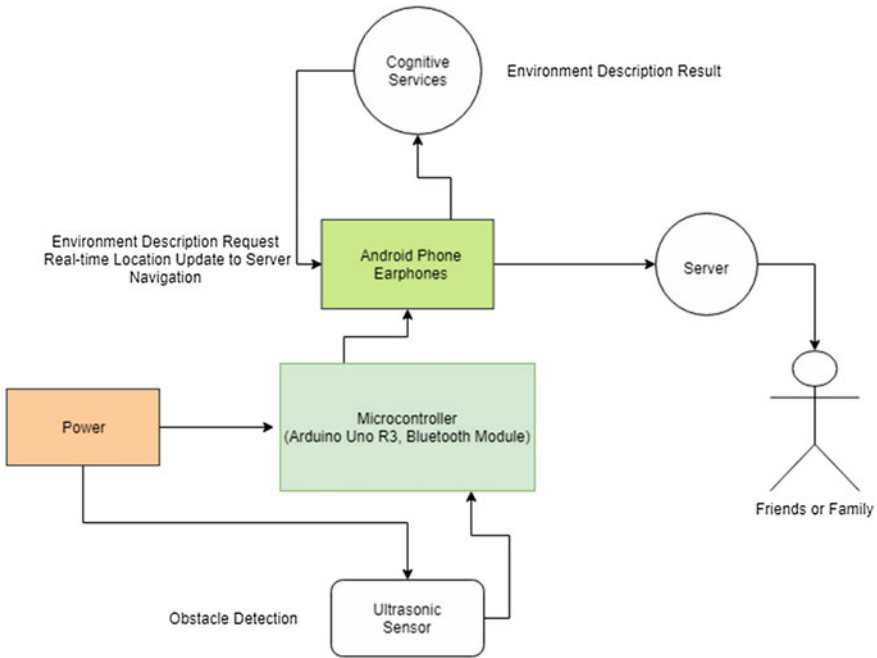 Cognitive
Services
Environment Description Result
Environment Description Request
Real-time Location Update to Server
Navigation
Android Phone
Earphones
Server
Power
Microcontroller
(Arduino Uno R3, Bluetooth Module)
Friends or Family
Obstacle Detection
Ultrasonic
Sensor